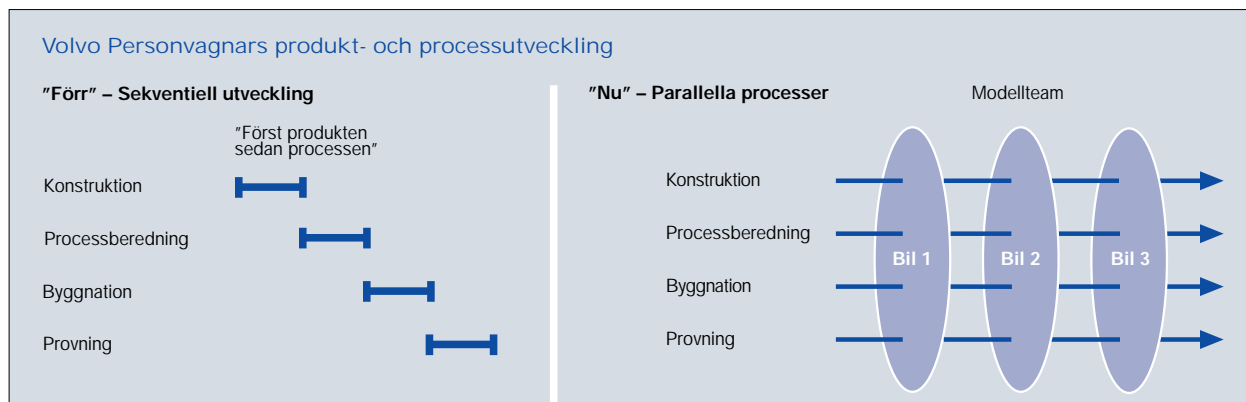 Volvo Personvagnars produkt- och processutveckling
”Förr” – Sekventiell utveckling
”Först produkten
sedan processen”
Konstruktion
Processberedning
Byggnation
Provning
”Nu” – Parallella processer
Modellteam
Konstruktion
Processberedning
Byggnation
Provning
Bil 1
Bil 2
Bil 3